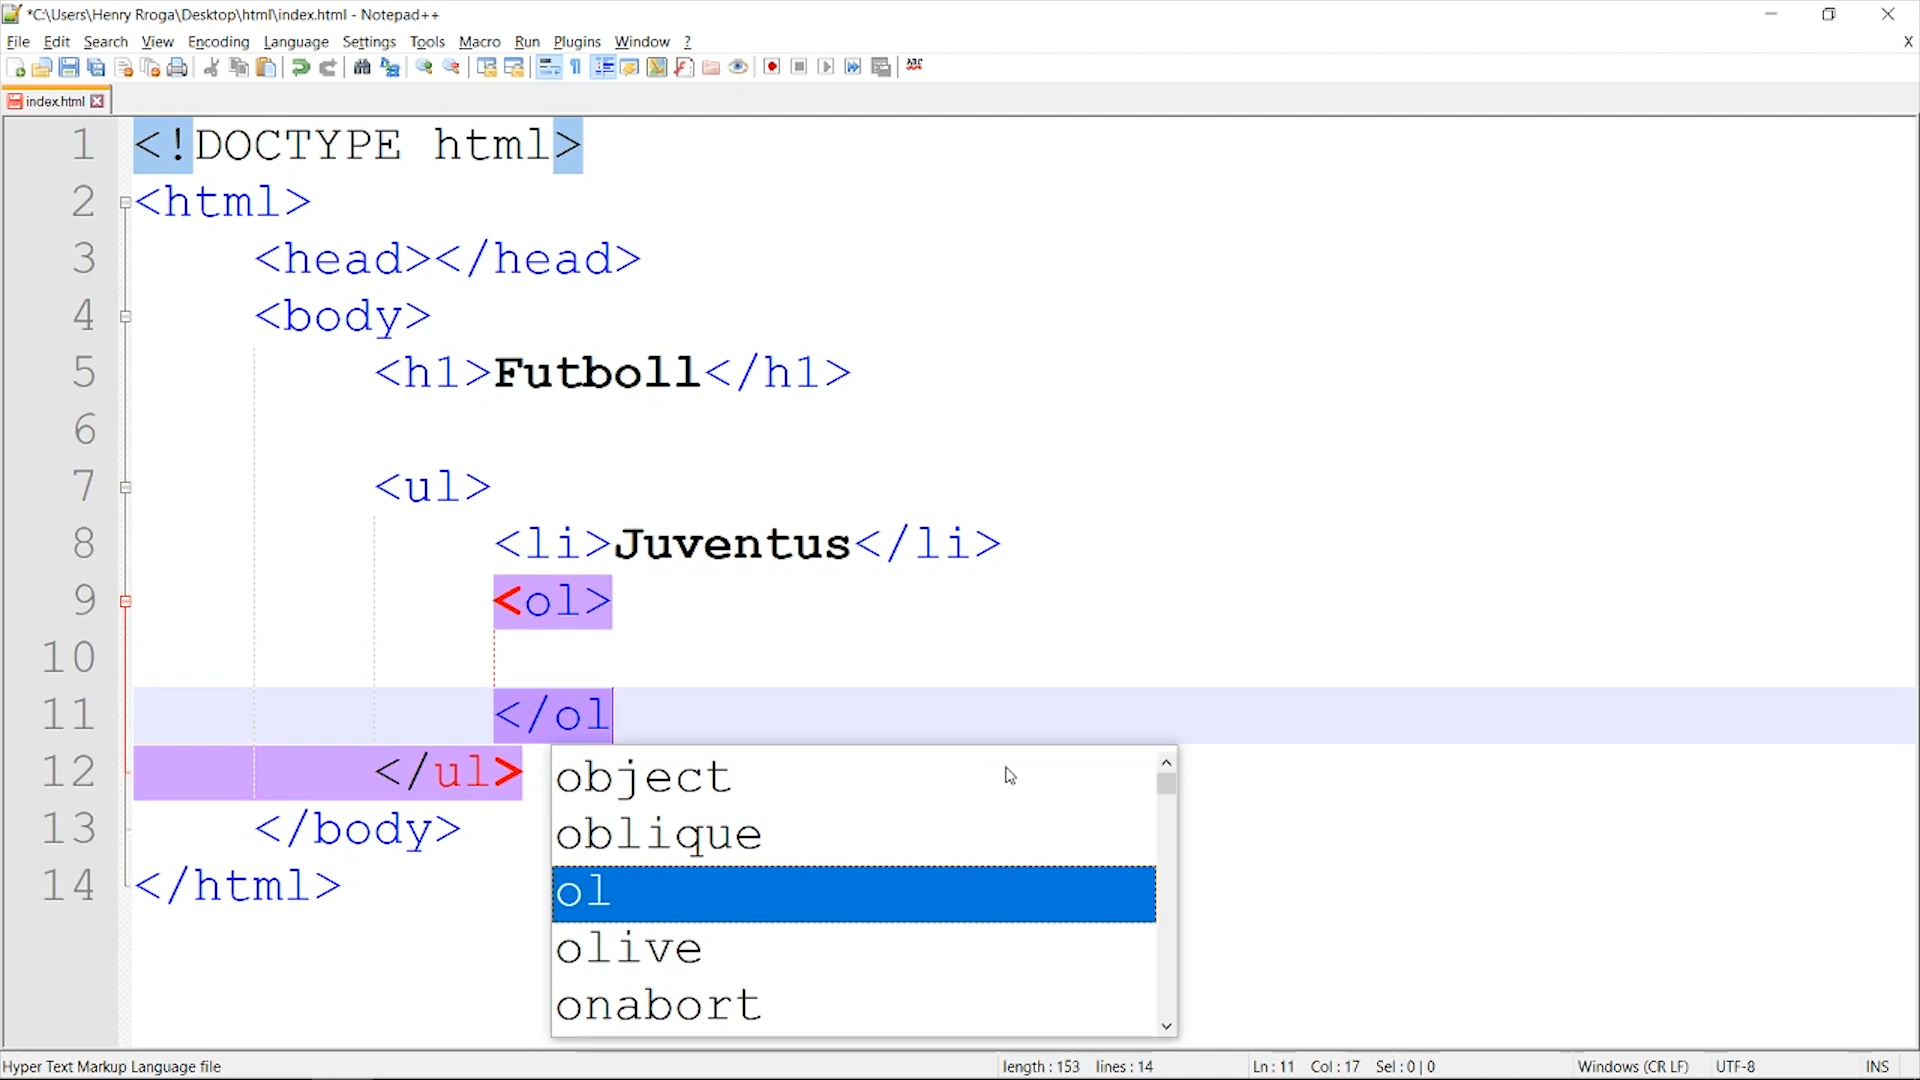 *C:\Users\Henry Rroga\Desktop\html\index.html - Notepad++
File Edit Search View Encoding Language Settings Tools Macro Run Plugins Window ? X
index.html
1 <!DOCTYPE html>
2 <html>
3 <head></head>
4 <body>
5 <h1>Futboll</h1>
6
7 <ul>
8 <li>Juventus</li>
9 <ol>
10
11 </ol
12 </ul>
13 </body>
14 </html>
object
oblique
ol
olive
onabort
Hyper Text Markup Language file length : 153 lines : 14 Ln : 11 Col : 17 Sel : 0 | 0 Windows (CR LF) UTF-8 INS